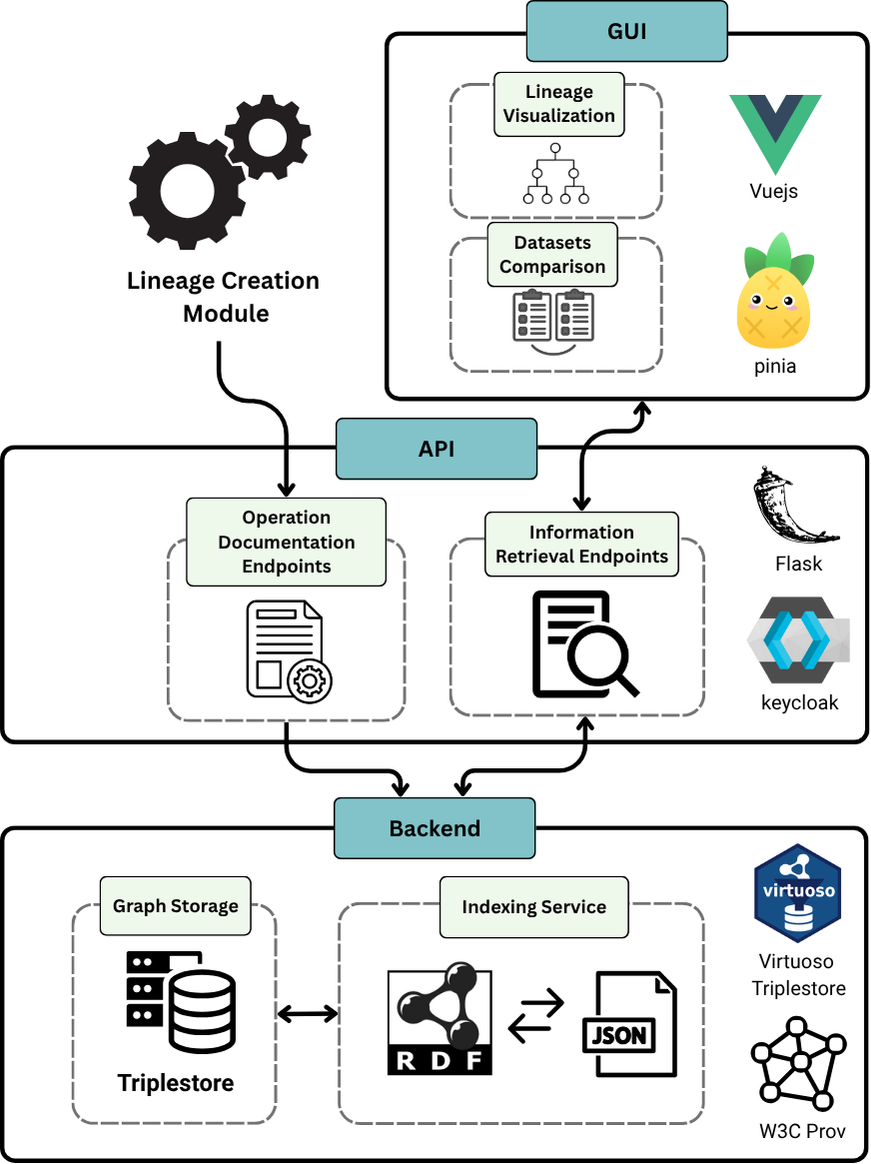 GUI
Lineage
Visualization
Vuejs
Datasets
Comparison
pinia
Lineage Creation
Module
API
Operation
Documentation
Endpoints
Information
Retrieval Endpoints
Flask
keycloak
Backend
Graph Storage
Triplestore
Indexing Service
RDF
JSON
virtuoso
Virtuoso
Triplestore
W3C Prov